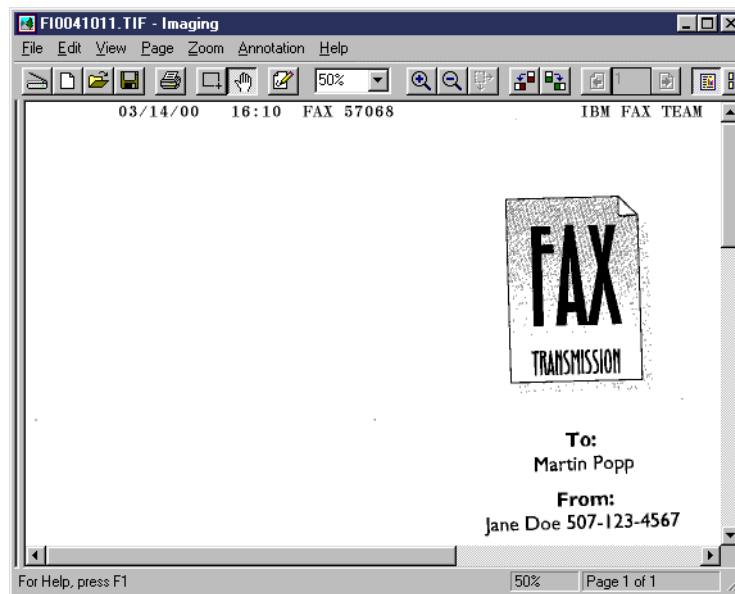 FI0041011.TIF - Imaging
File Edit View Page Zoom Annotation Help
50%
1
03/14/00 16:10 FAX 57068 IBM FAX TEAM
FAX
TRANSMISSION
To:
Martin Popp
From:
Jane Doe 507-123-4567
For Help, press F1 50% Page 1 of 1